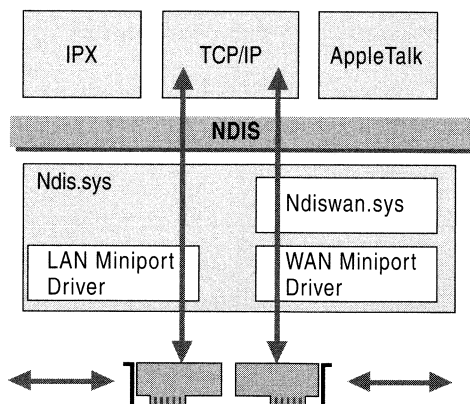 IPX
TCP/IP
AppleTalk
NDIS
Ndis.sys
Ndiswan.sys
LAN Miniport
Driver
WAN Miniport
Driver